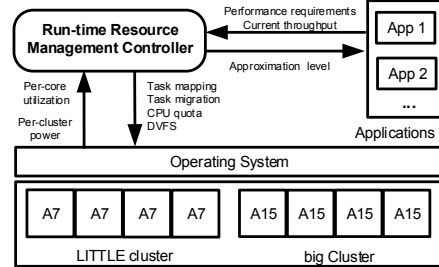 Run-time Resource
Management Controller
Performance requirements
Current throughput
Approximation level
App 1
App 2
...
Applications
Per-core
utilization
Per-cluster
power
Task mapping
Task migration
CPU quota
DVFS
Operating System
A7 A7 A7 A7
LITTLE cluster
A15 A15 A15 A15
big Cluster